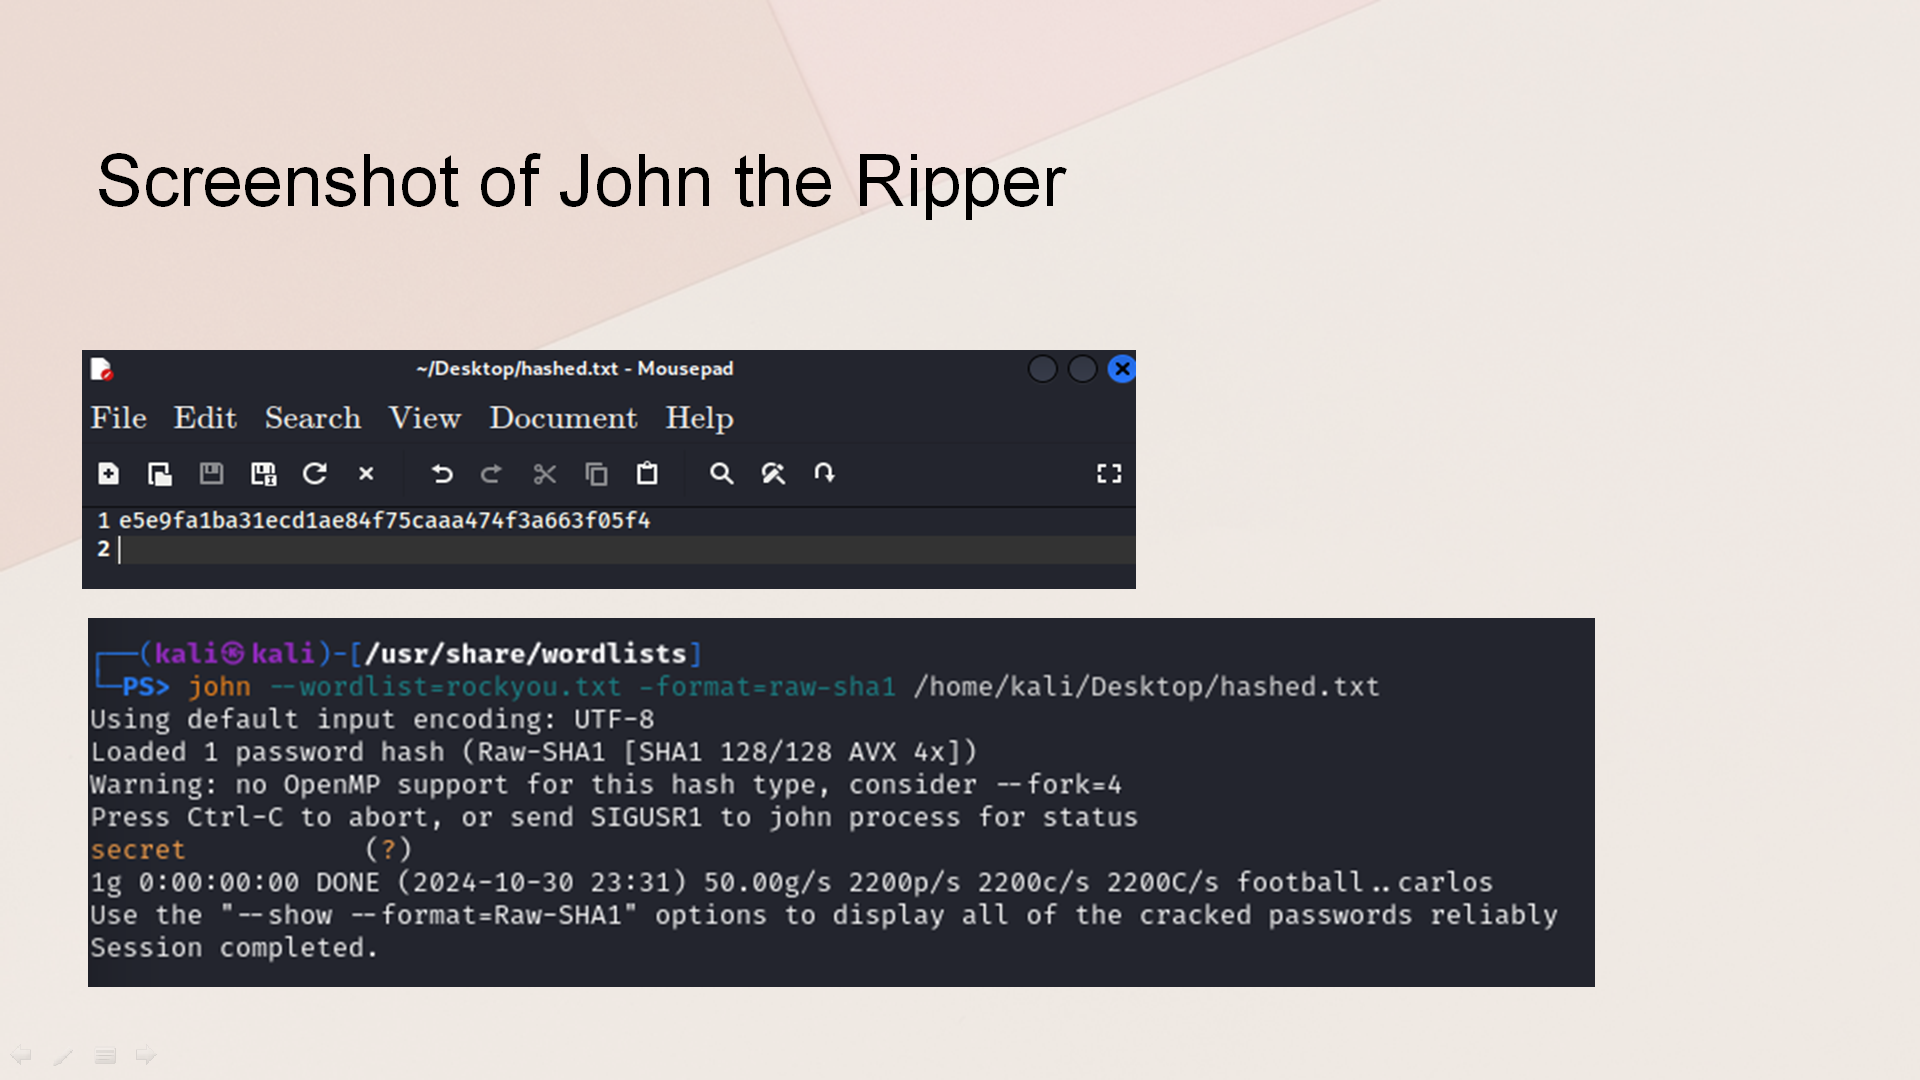 Screenshot of John the Ripper
~/Desktop/hashed.txt - Mousepad
File Edit Search View Document Help
1 e5e9fa1ba31ecd1ae84f75caaa474f3a663f05f4
2
(kali㉿kali)-[/usr/share/wordlists]
PS> john --wordlist=rockyou.txt -format=raw-sha1 /home/kali/Desktop/hashed.txt
Using default input encoding: UTF-8
Loaded 1 password hash (Raw-SHA1 [SHA1 128/128 AVX 4x])
Warning: no OpenMP support for this hash type, consider --fork=4
Press Ctrl-C to abort, or send SIGUSR1 to john process for status
secret (?)
1g 0:00:00:00 DONE (2024-10-30 23:31) 50.00g/s 2200p/s 2200c/s 2200C/s football..carlos
Use the "--show --format=Raw-SHA1" options to display all of the cracked passwords reliably
Session completed.